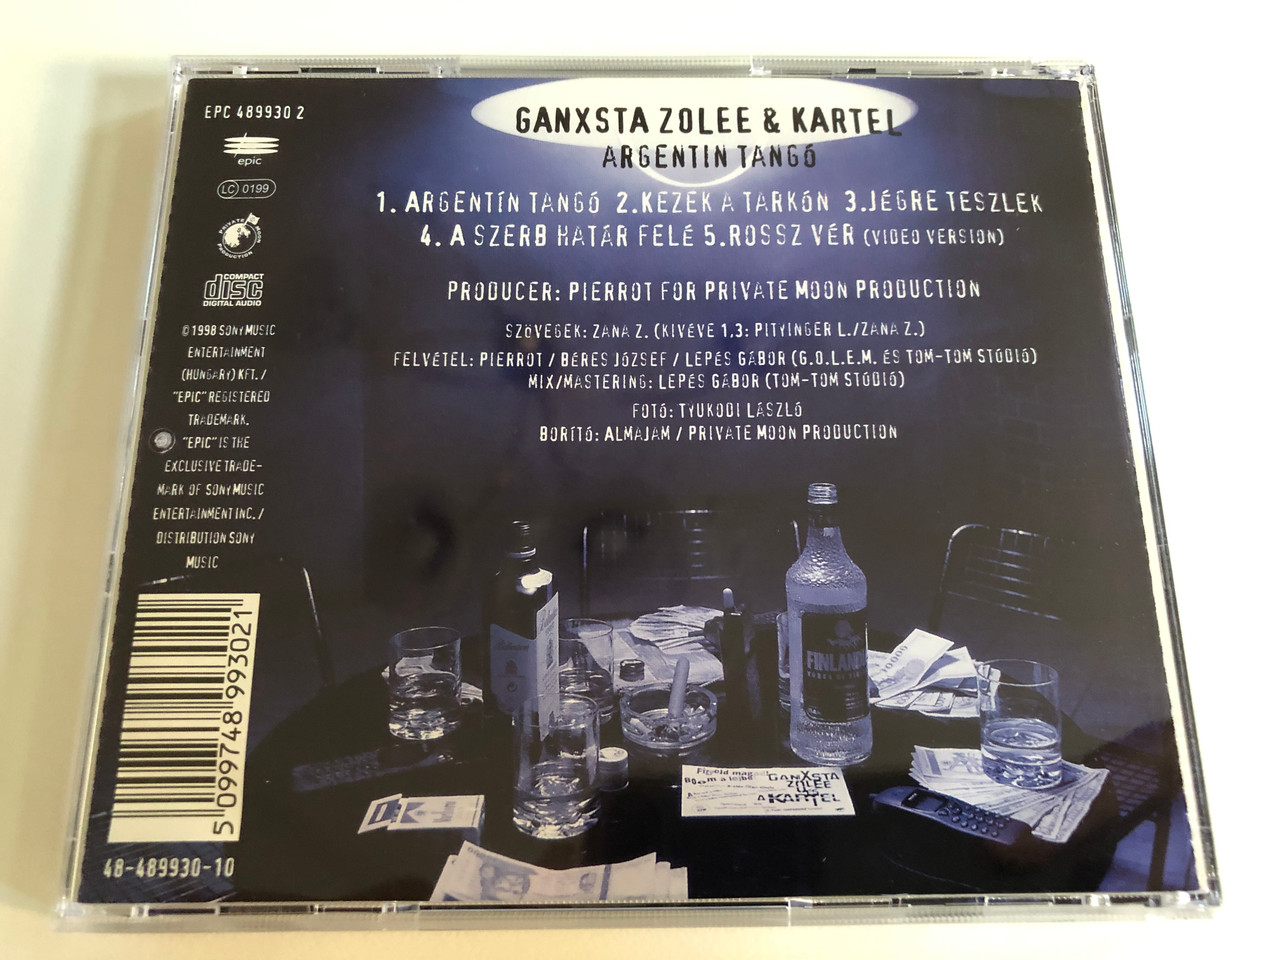 EPC 489930 2
epic
LC 0199
PRIVATE MOON PRODUCTION
COMPACT
disc
DIGITAL AUDIO
© 1998 SONY MUSIC
ENTERTAINMENT
(HUNGARY) KFT. /
"EPIC" REGISTERED
TRADEMARK.
"EPIC" IS THE
EXCLUSIVE TRADE-
MARK OF SONY MUSIC
ENTERTAINMENT INC. /
DISTRIBUTION SONY
MUSIC
5099748993021
48-489930-10
GANXSTA ZOLEE & KARTEL
ARGENTIN TANGÓ
1. ARGENTÍN TANGÓ 2.KEZEK A TARKÓN 3.JÉGRE TESZLEK
4. A SZERB HATÁR FELÉ 5.ROSSZ VÉR (VIDEO VERSION)
PRODUCER: PIERROT FOR PRIVATE MOON PRODUCTION
SZÖVEGEK: ZANA Z. (KIVÉVE 1,3: PITYINGER L./ZANA Z.)
FELVÉTEL: PIERROT / BÉRES JÓZSEF / LEPÉS GÁBOR (G.O.L.E.M. ÉS TOM-TOM STÚDIÓ)
MIX/MASTERING: LEPÉS GÁBOR (TOM-TOM STÚDIÓ)
FOTÓ: TYUKODI LÁSZLÓ
BORÍTÓ: ALMAJAM / PRIVATE MOON PRODUCTION
FINLANDIA
Figyeld mag
Boom a fejbe
GANXSTA
ZOLEE
A KARTEL